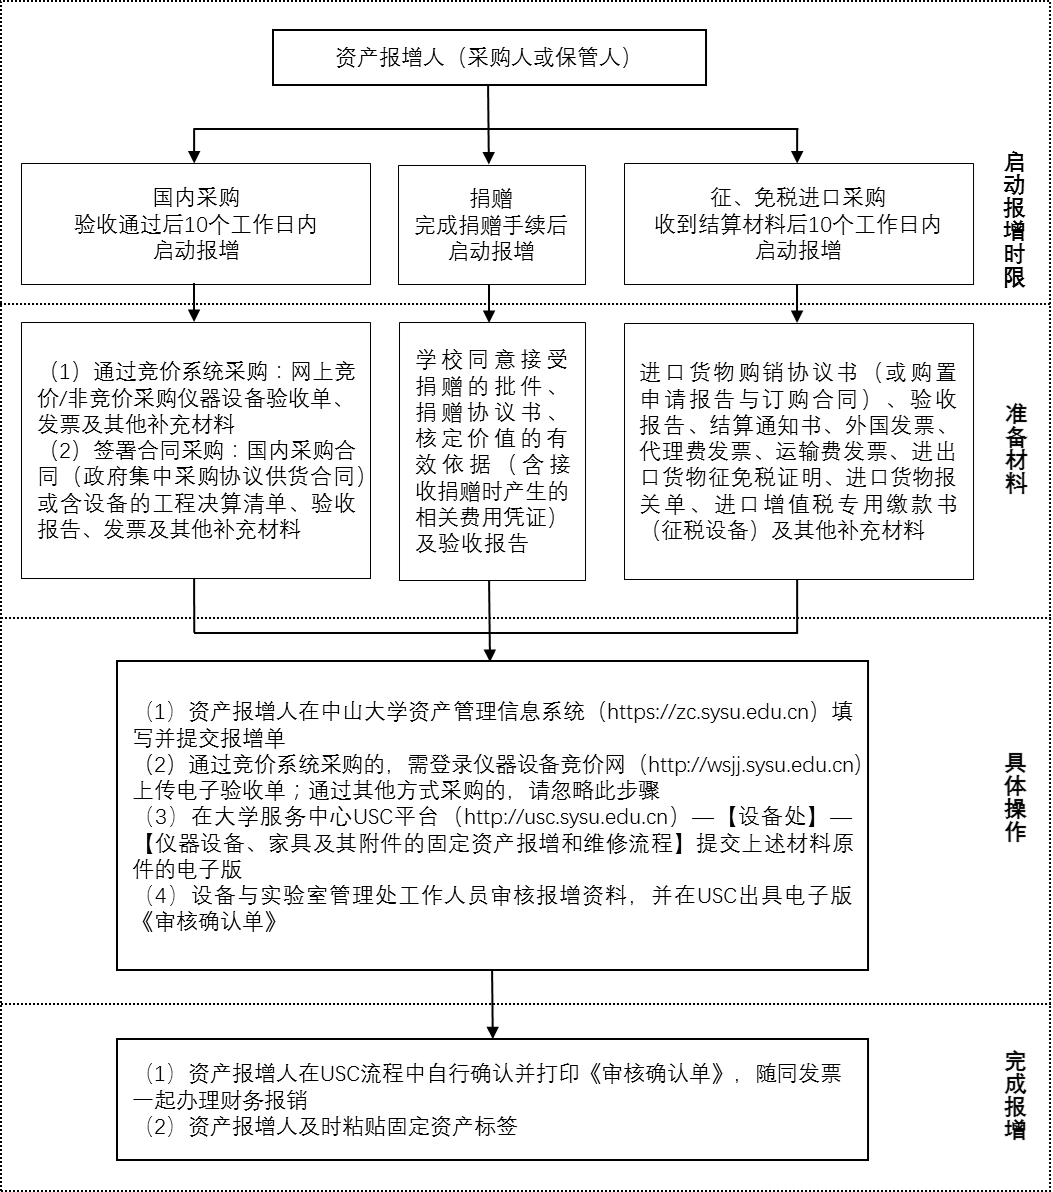 资产报增人（采购人或保管人）
国内采购
验收通过后10个工作日内
启动报增
捐赠
完成捐赠手续后
启动报增
征、免税进口采购
收到结算材料后10个工作日内
启动报增
启动报增时限
（1）通过竞价系统采购：网上竞
价/非竞价采购仪器设备验收单、
发票及其他补充材料
（2）签署合同采购：国内采购合
同（政府集中采购协议供货合同）
或含设备的工程决算清单、验收
报告、发票及其他补充材料
学校同意接受
捐赠的批件、
捐赠协议书、
核定价值的有
效依据（含接
收捐赠时产生的
相关费用凭证）
及验收报告
进口货物购销协议书（或购置
申请报告与订购合同）、验收
报告、结算通知书、外国发票、
代理费发票、运输费发票、进出
口货物征免税证明、进口货物报
关单、进口增值税专用缴款书
（征税设备）及其他补充材料
准备材料
（1）资产报增人在中山大学资产管理信息系统（https://zc.sysu.edu.cn）填
写并提交报增单
（2）通过竞价系统采购的，需登录仪器设备竞价网（http://wsjj.sysu.edu.cn）
上传电子验收单；通过其他方式采购的，请忽略此步骤
（3）在大学服务中心USC平台（http://usc.sysu.edu.cn）—【设备处】—
【仪器设备、家具及其附件的固定资产报增和维修流程】提交上述材料原
件的电子版
（4）设备与实验室管理处工作人员审核报增资料，并在USC出具电子版
《审核确认单》
具体操作
（1）资产报增人在USC流程中自行确认并打印《审核确认单》，随同发票
一起办理财务报销
（2）资产报增人及时粘贴固定资产标签
完成报增